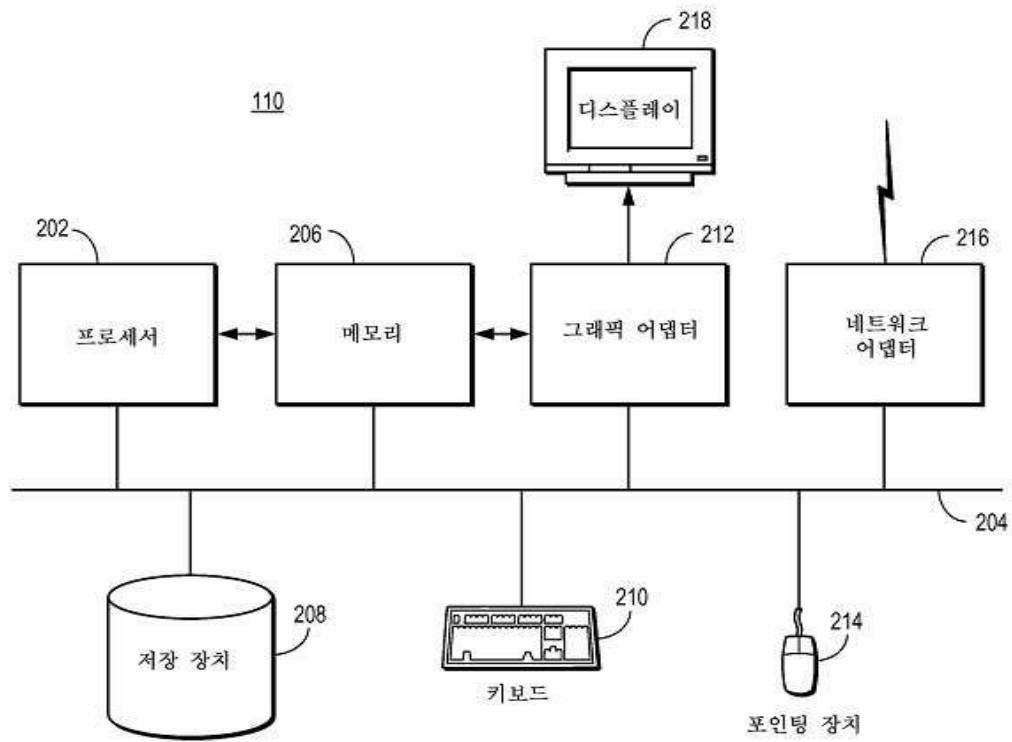 218
디스플레이
110
202
206
212
216
프로세서
메모리
그래픽 어댑터
네트워크
어댑터
204
208
210
214
저장 장치
키보드
포인팅 장치